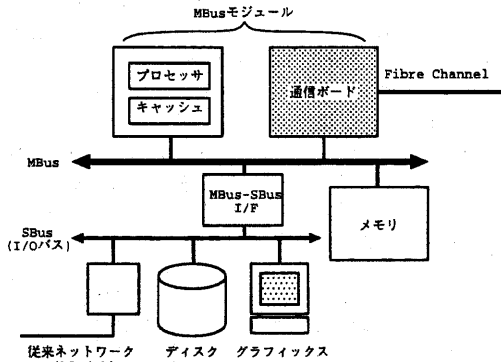 MBusモジュール
プロセッサ
キャッシュ
通信ボード
Fibre Channel
MBus
MBus-SBus
I/F
メモリ
SBus
(I/Oバス)
従来ネットワーク
ディスク
グラフィックス